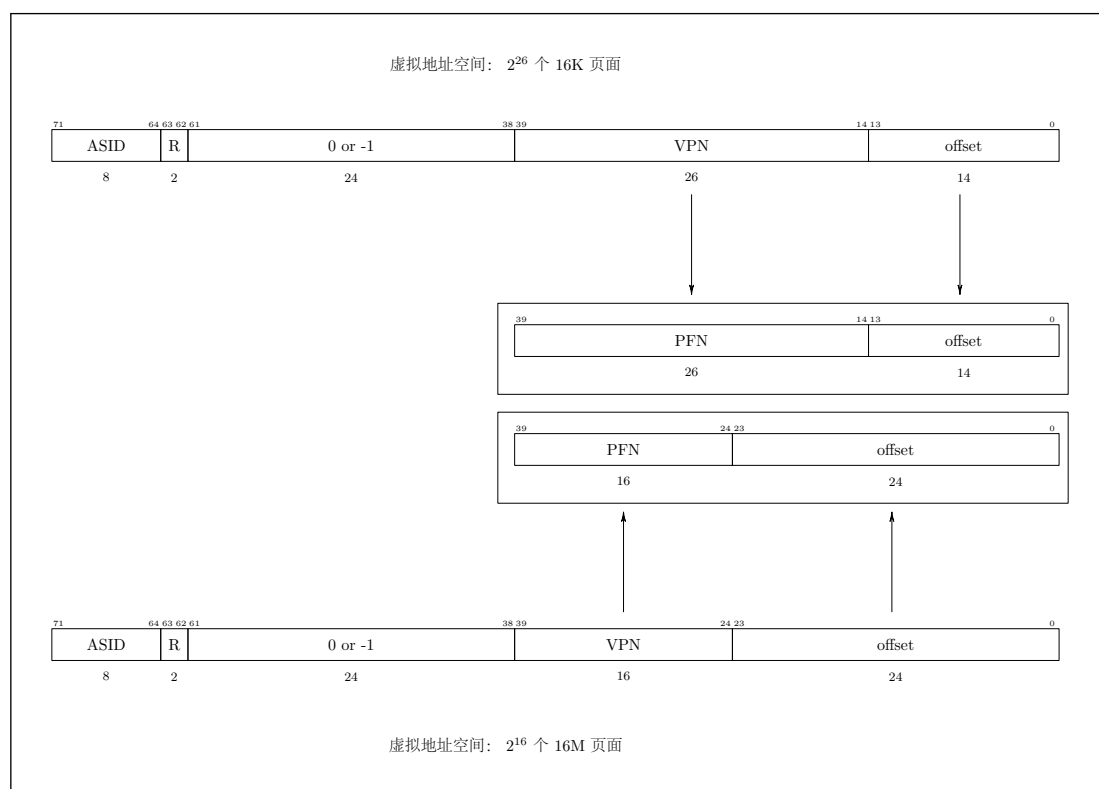 虚拟地址空间: 2^26 个 16K 页面
71 64 63 62 61 38 39 14 13 0
ASID R 0 or -1 VPN offset
8 2 24 26 14
39 14 13 0
PFN offset
26 14
39 24 23 0
PFN offset
16 24
71 64 63 62 61 38 39 24 23 0
ASID R 0 or -1 VPN offset
8 2 24 16 24
虚拟地址空间: 2^16 个 16M 页面